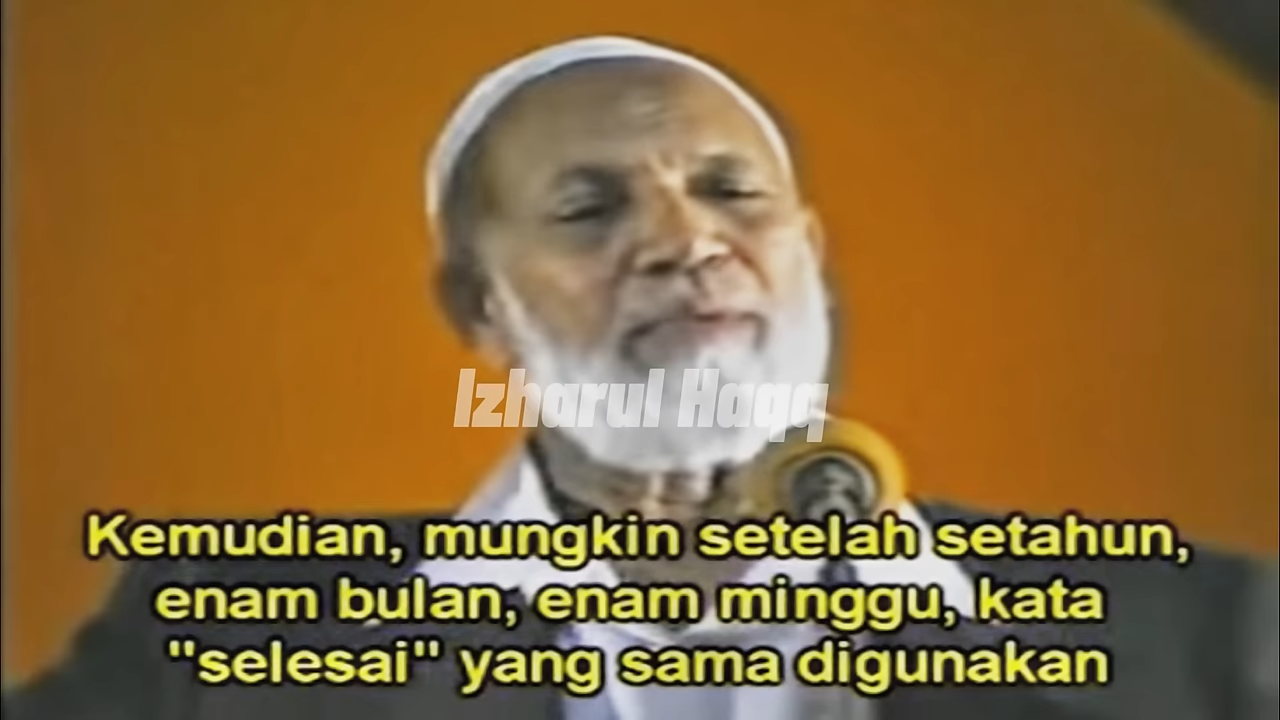 Izharul Haqq
Kemudian, mungkin setelah setahun,
enam bulan, enam minggu, kata
"selesai" yang sama digunakan